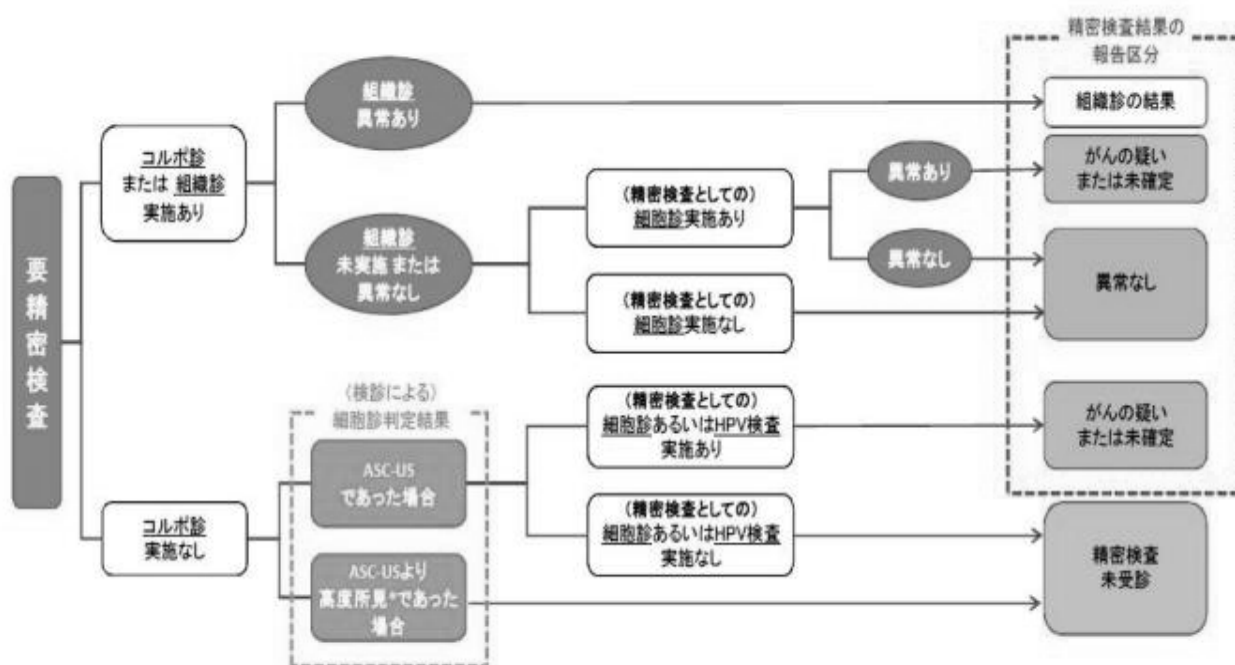 精密検査結果の
報告区分
組織診
異常あり
組織診の結果
コルポ診
または 組織診
実施あり
異常あり
がんの疑い
または未確定
(精密検査としての)
細胞診実施あり
組織診
未実施 または
異常なし
異常なし
異常なし
(精密検査としての)
細胞診実施なし
要精密検査
(検診による)
細胞診判定結果
(精密検査としての)
細胞診あるいはHPV検査
実施あり
がんの疑い
または未確定
ASC-US
であった場合
コルポ診
実施なし
(精密検査としての)
細胞診あるいはHPV検査
実施なし
精密検査
未受診
ASC-USより
高度所見*であった
場合